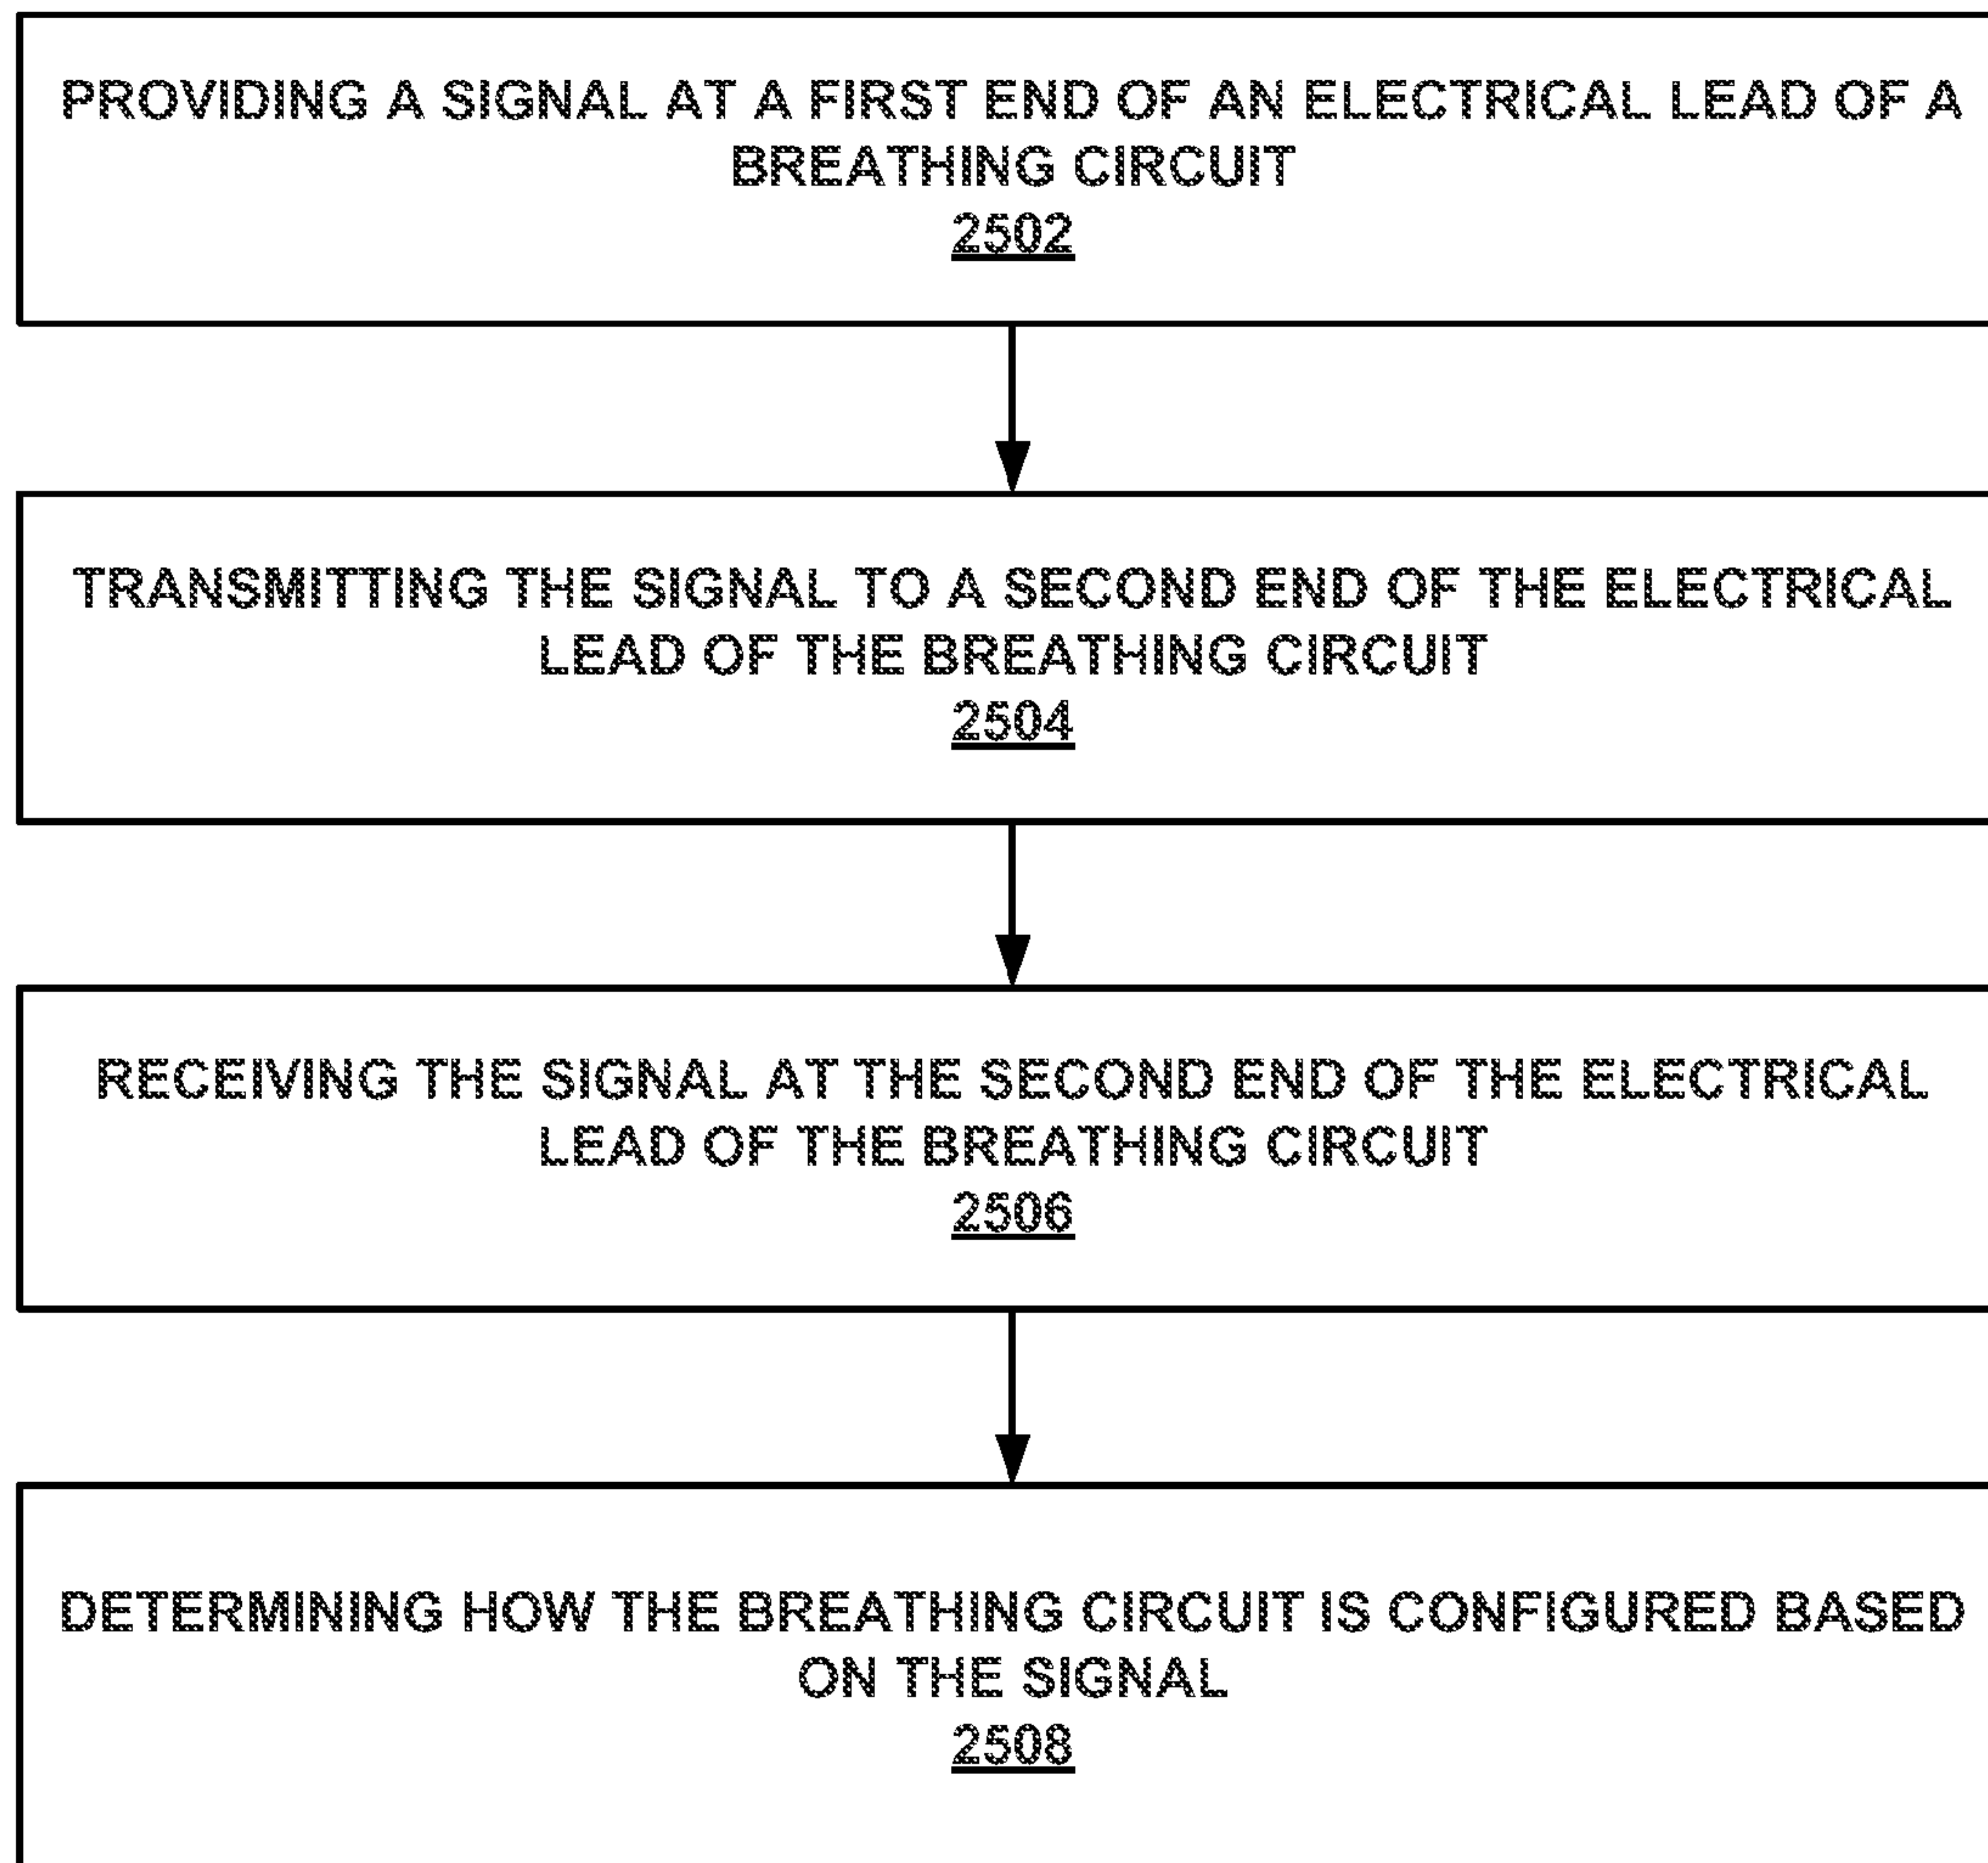 PROVIDING A SIGNAL AT A FIRST END OF AN ELECTRICAL LEAD OF A
BREATHING CIRCUIT
2502
TRANSMITTING THE SIGNAL TO A SECOND END OF THE ELECTRICAL
LEAD OF THE BREATHING CIRCUIT
2504
RECEIVING THE SIGNAL AT THE SECOND END OF THE ELECTRICAL
LEAD OF THE BREATHING CIRCUIT
2506
DETERMINING HOW THE BREATHING CIRCUIT IS CONFIGURED BASED
ON THE SIGNAL
2508